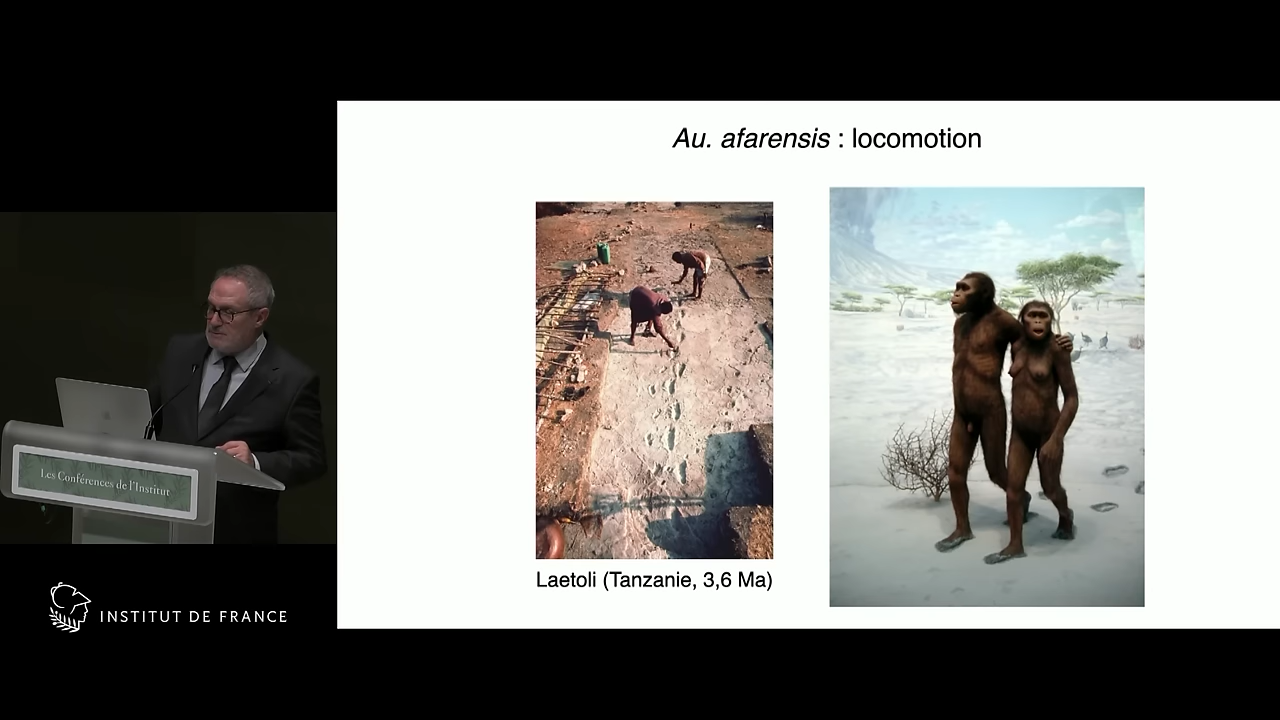 Au. afarensis : locomotion
Laetoli (Tanzanie, 3,6 Ma)
Les Conférences de l'Institut
INSTITUT DE FRANCE